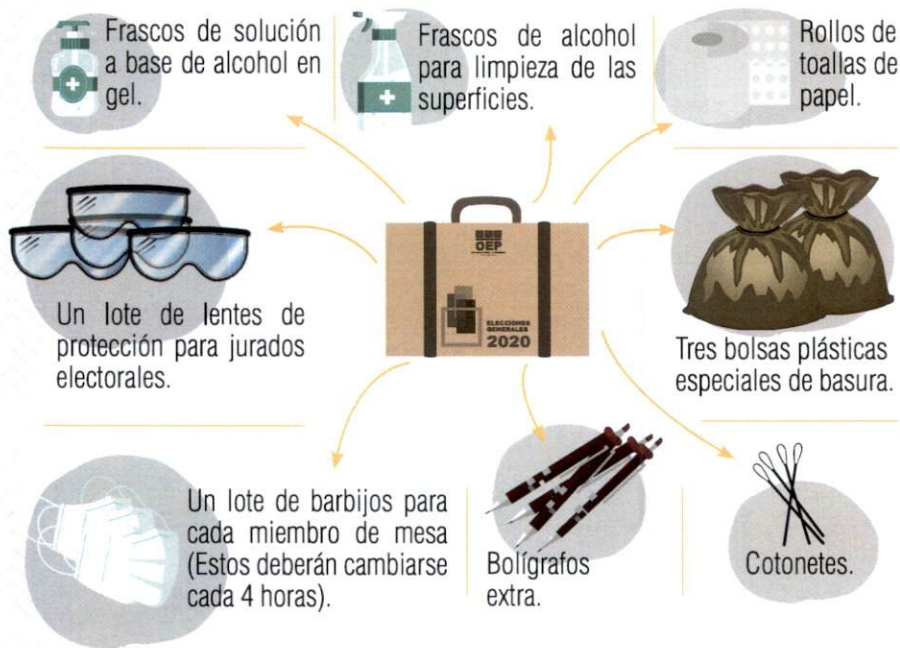 Frascos de solución
a base de alcohol en
gel.
Frascos de alcohol
para limpieza de las
superficies.
Rollos de
toallas de
papel.
Un lote de lentes de
protección para jurados
electorales.
OEP
ELECCIONES
GENERALES
2020
Tres bolsas plásticas
especiales de basura.
Un lote de barbijos para
cada miembro de mesa
(Estos deberán cambiarse
cada 4 horas).
Bolígrafos
extra.
Cotonetes.